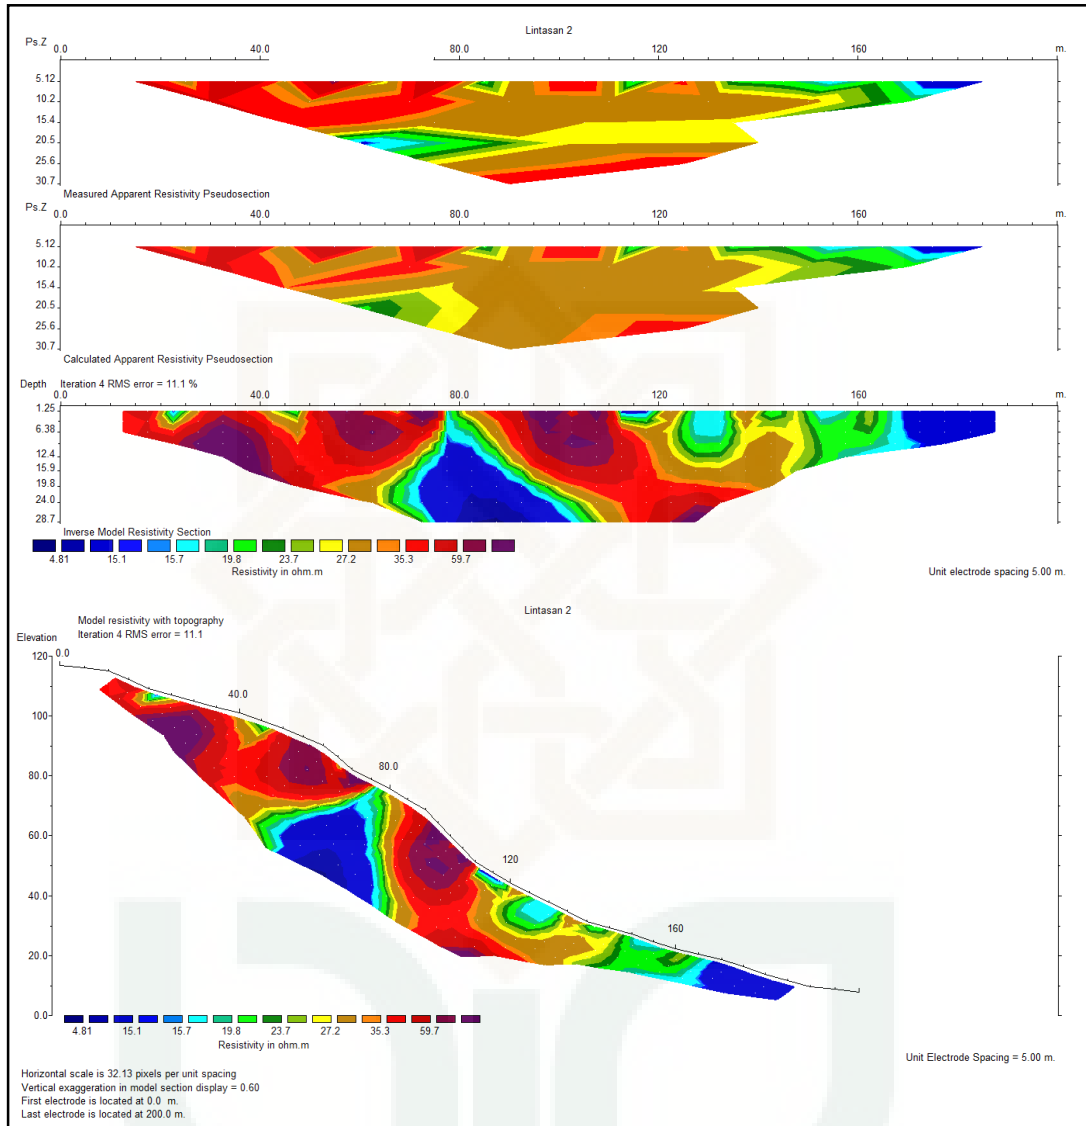 Lintasan 2
Ps.Z 0.0 40.0 80.0 120 160 m.
5.12
10.2
15.4
20.5
25.6
30.7
Measured Apparent Resistivity Pseudosection
Ps.Z 0.0 40.0 80.0 120 160 m.
5.12
10.2
15.4
20.5
25.6
30.7
Calculated Apparent Resistivity Pseudosection
Depth Iteration 4 RMS error = 11.1 %
0.0 40.0 80.0 120 160 m.
1.25
6.38
12.4
15.9
19.8
24.0
28.7
Inverse Model Resistivity Section
4.81 15.1 15.7 19.8 23.7 27.2 35.3 59.7
Resistivity in ohm.m
Unit electrode spacing 5.00 m.
Lintasan 2
Model resistivity with topography
Iteration 4 RMS error = 11.1
Elevation
120
100
80.0
60.0
40.0
20.0
0.0
0.0
40.0
80.0
120
160
4.81 15.1 15.7 19.8 23.7 27.2 35.3 59.7
Resistivity in ohm.m
Unit Electrode Spacing = 5.00 m.
Horizontal scale is 32.13 pixels per unit spacing
Vertical exaggeration in model section display = 0.60
First electrode is located at 0.0 m.
Last electrode is located at 200.0 m.